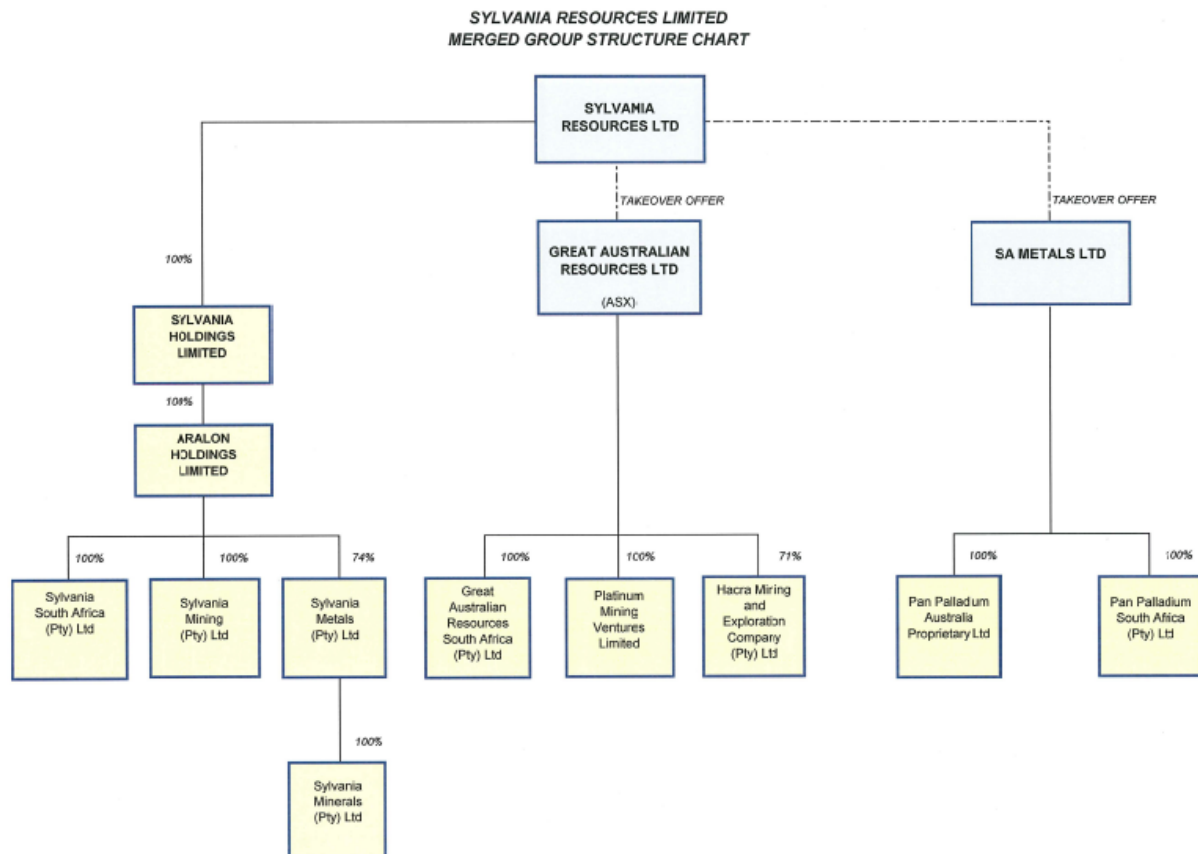 SYLVANIA RESOURCES LIMITED
MERGED GROUP STRUCTURE CHART
SYLVANIA
RESOURCES LTD
TAKEOVER OFFER
TAKEOVER OFFER
GREAT AUSTRALIAN
RESOURCES LTD
(ASX)
SA METALS LTD
100%
SYLVANIA
HOLDINGS
LIMITED
100%
ARALON
HOLDINGS
LIMITED
100%
Sylvania
South Africa
(Pty) Ltd
100%
Sylvania
Mining
(Pty) Ltd
74%
Sylvania
Metals
(Pty) Ltd
100%
Great
Australian
Resources
South Africa
(Pty) Ltd
100%
Platinum
Mining
Ventures
Limited
71%
Hacra Mining
and
Exploration
Company
(Pty) Ltd
100%
Pan Palladium
Australia
Proprietary Ltd
100%
Pan Palladium
South Africa
(Pty) Ltd
100%
Sylvania
Minerals
(Pty) Ltd